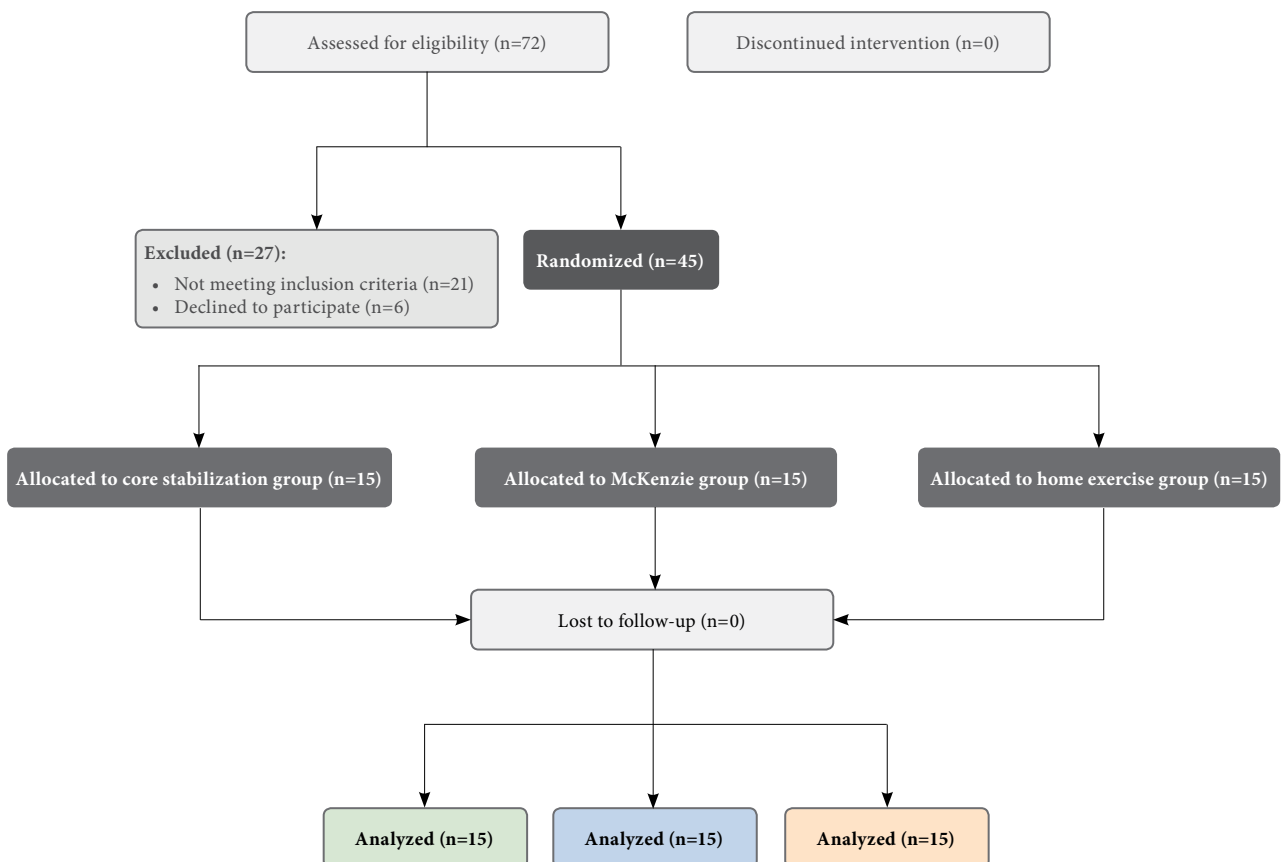 Assessed for eligibility (n=72)
Discontinued intervention (n=0)
Excluded (n=27):
• Not meeting inclusion criteria (n=21)
• Declined to participate (n=6)
Randomized (n=45)
Allocated to core stabilization group (n=15)
Allocated to McKenzie group (n=15)
Allocated to home exercise group (n=15)
Lost to follow-up (n=0)
Analyzed (n=15)
Analyzed (n=15)
Analyzed (n=15)